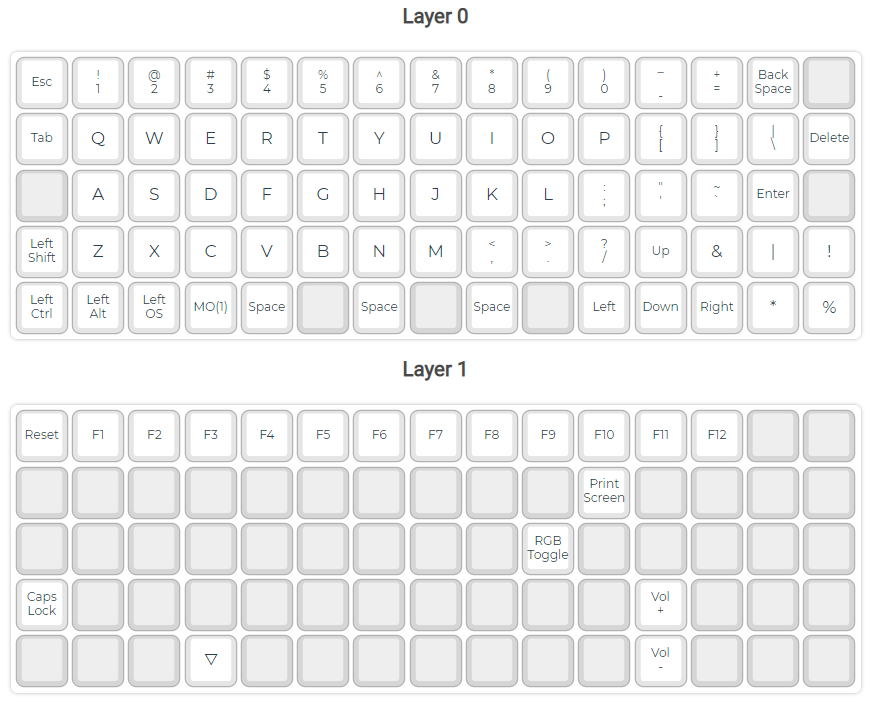 Layer 0
Esc ! @ # $ % ^ & * ( ) _ + Back
1 2 3 4 5 6 7 8 9 0 - = Space
Tab Q W E R T Y U I O P { } | Delete
[ ] \
A S D F G H J K L : " ~ Enter
; ' `
Left Z X C V B N M < > ? Up & | !
Shift , . /
Left Left Left MO(1) Space Space Space Left Down Right * %
Ctrl Alt OS
Layer 1
Reset F1 F2 F3 F4 F5 F6 F7 F8 F9 F10 F11 F12
Print
Screen
RGB
Toggle
Caps Vol
Lock +
▽ Vol
-